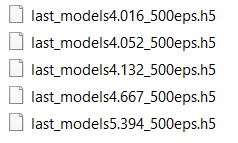 last_models4.016_500eps.h5
last_models4.052_500eps.h5
last_models4.132_500eps.h5
last_models4.667_500eps.h5
last_models5.394_500eps.h5